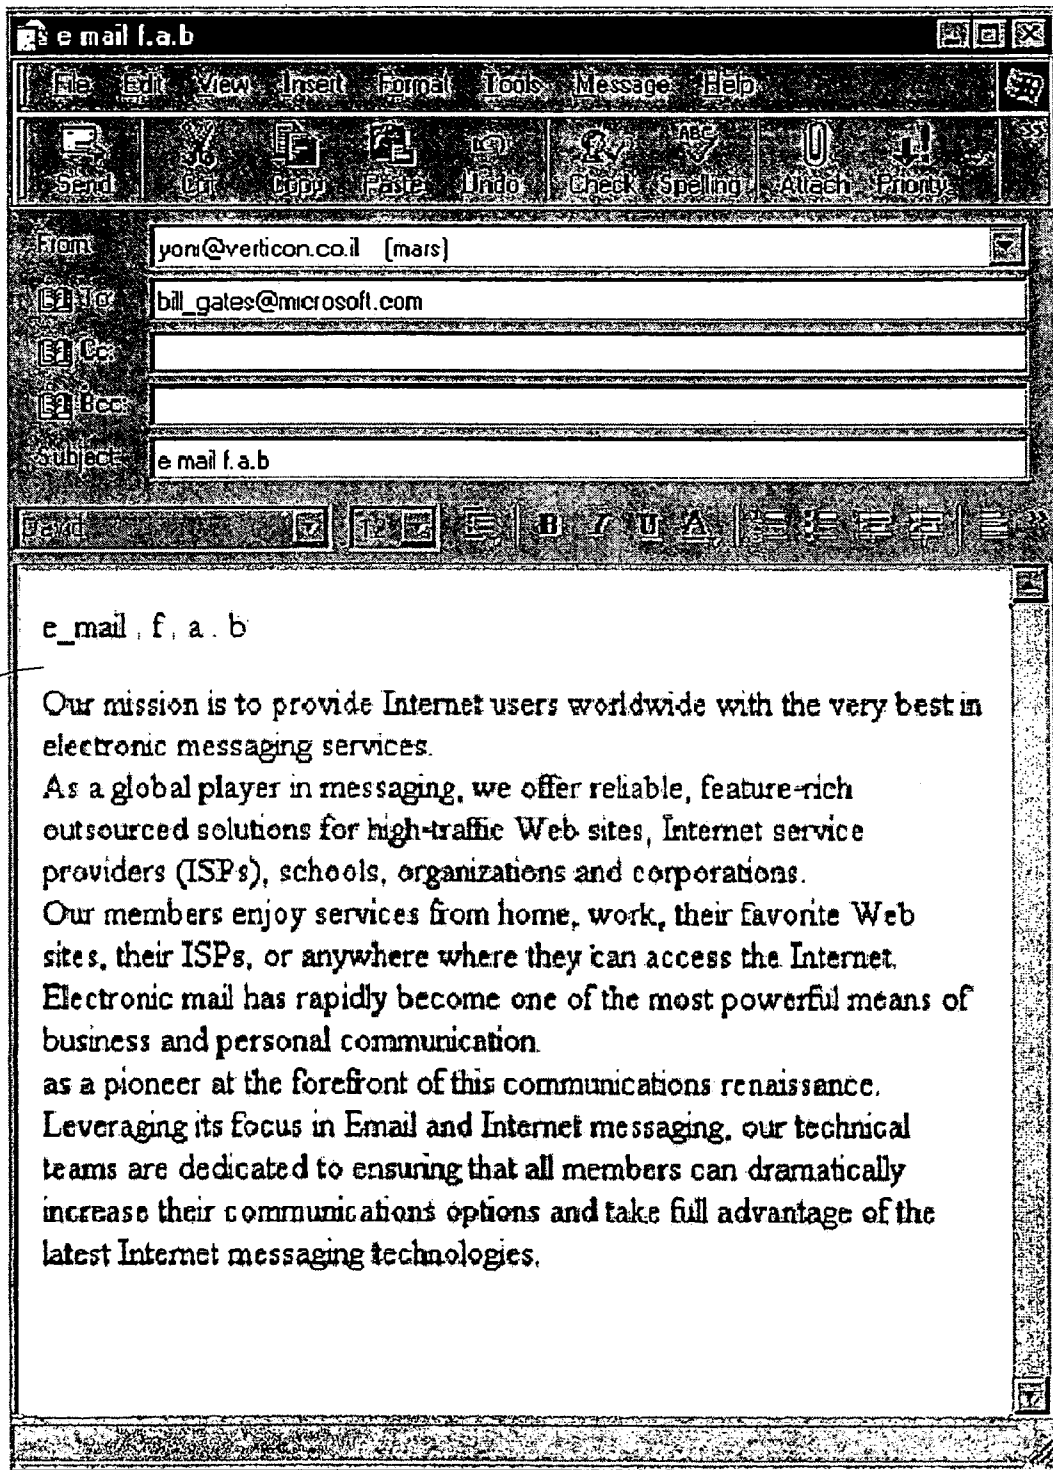 e mail f.a.b
File Edit View Insert Format Tools Message Help
Send Cut Copy Paste Undo Check Spelling Attach Priority
From: yoni@verticon.co.il (mars)
To: bill_gates@microsoft.com
Cc:
Bcc:
Subject: e mail f.a.b
David 12 B I U A
e_mail , f , a . b
Our mission is to provide Internet users worldwide with the very best in
electronic messaging services.
As a global player in messaging, we offer reliable, feature-rich
outsourced solutions for high-traffic Web sites, Internet service
providers (ISPs), schools, organizations and corporations.
Our members enjoy services from home, work, their favorite Web
sites, their ISPs, or anywhere where they can access the Internet.
Electronic mail has rapidly become one of the most powerful means of
business and personal communication.
as a pioneer at the forefront of this communications renaissance.
Leveraging its focus in Email and Internet messaging, our technical
teams are dedicated to ensuring that all members can dramatically
increase their communications options and take full advantage of the
latest Internet messaging technologies.